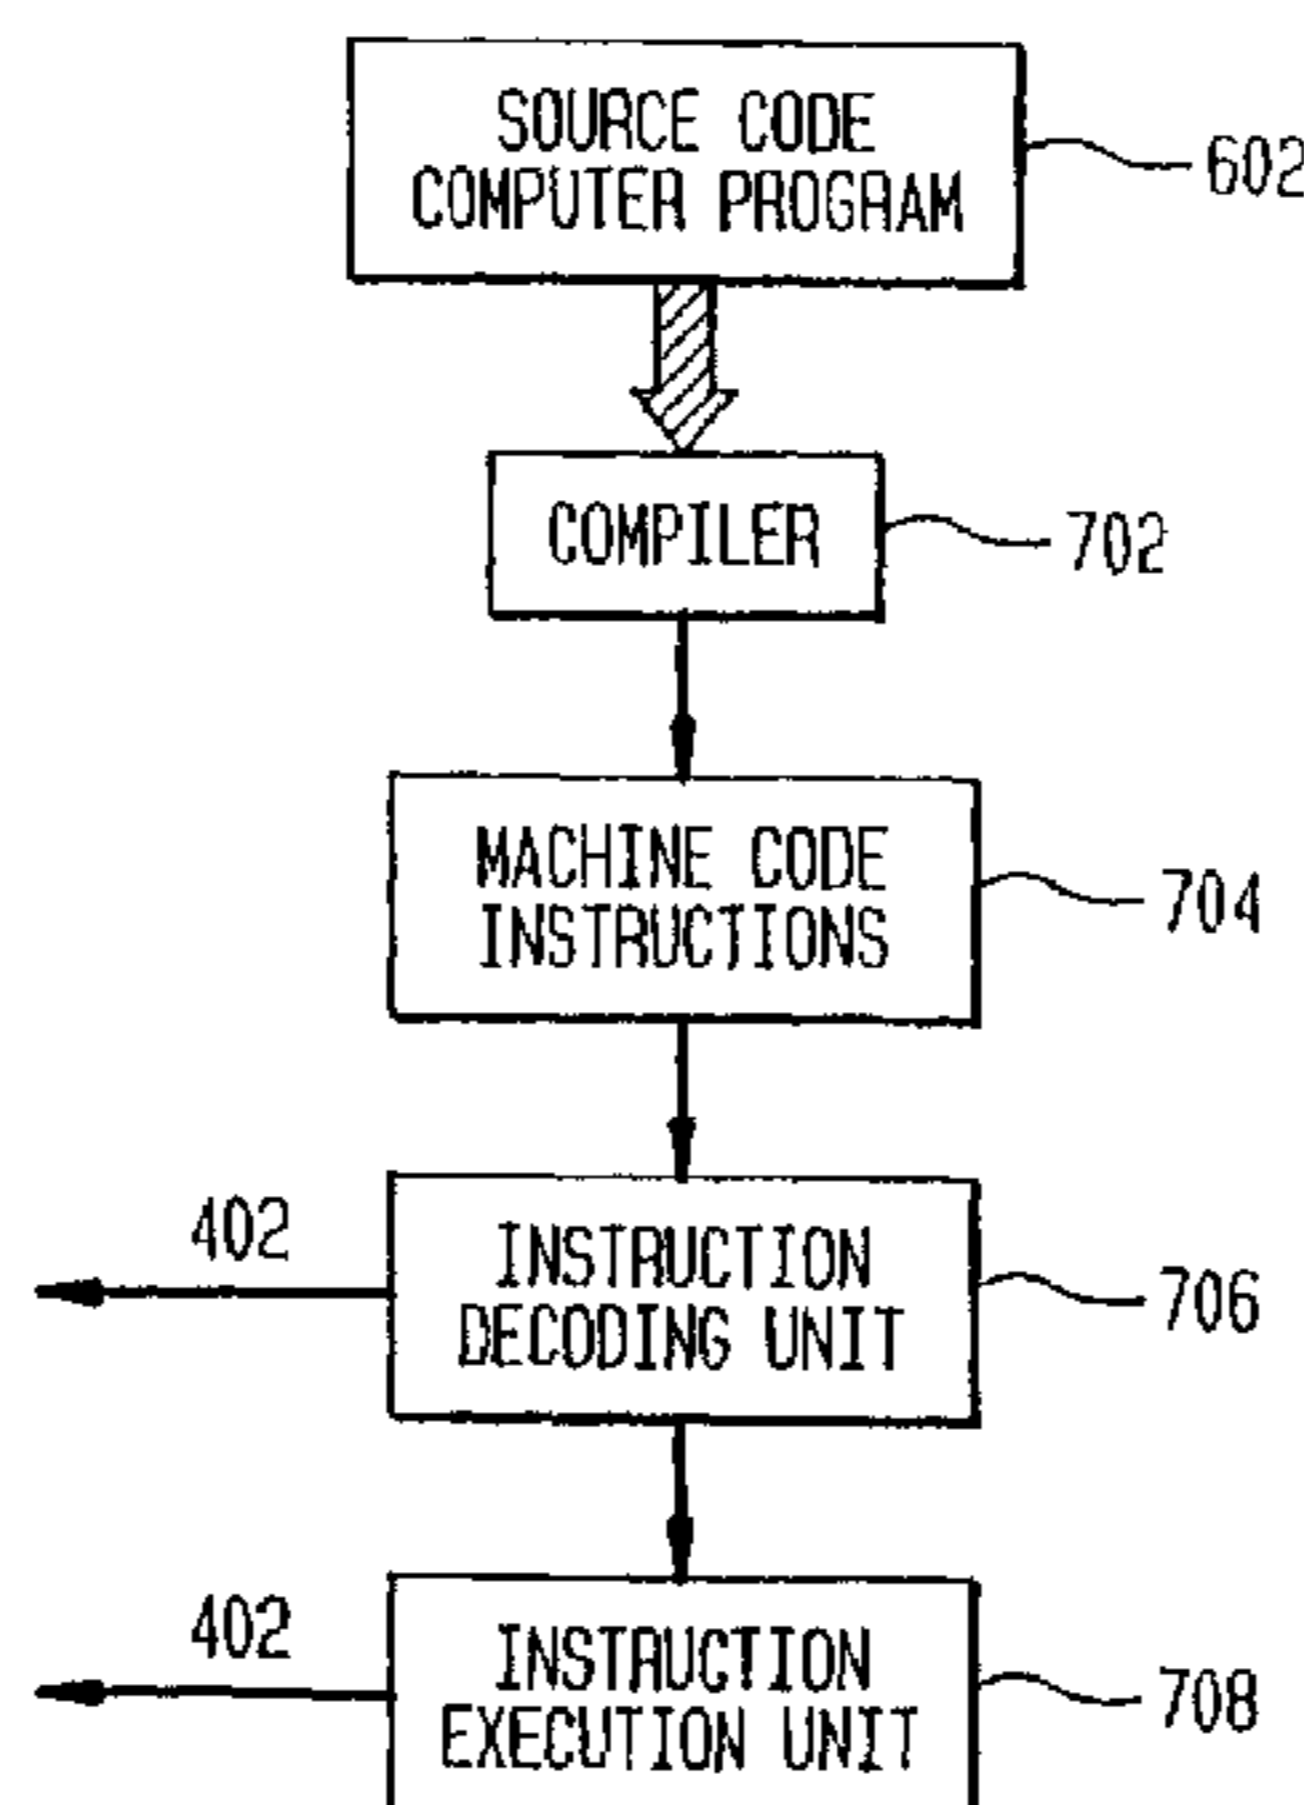 SOURCE CODE
COMPUTER PROGRAM
602
COMPILER
702
MACHINE CODE
INSTRUCTIONS
704
402
INSTRUCTION
DECODING UNIT
706
402
INSTRUCTION
EXECUTION UNIT
708